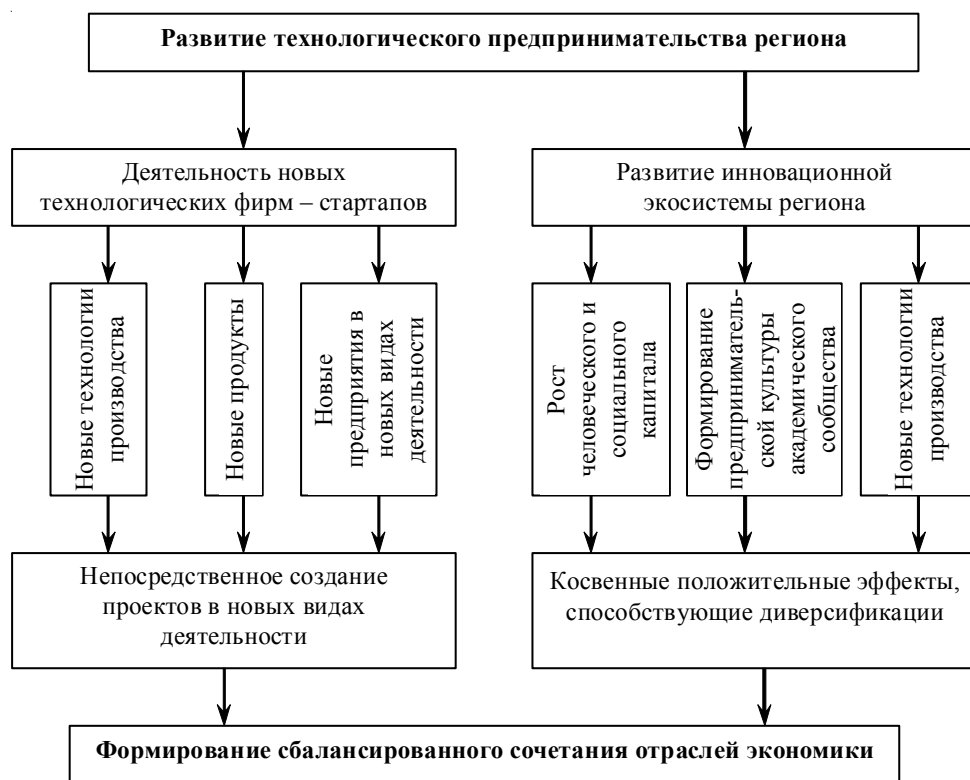 Развитие технологического предпринимательства региона
Деятельность новых
технологических фирм – стартапов
Развитие инновационной
экосистемы региона
Новые технологии
производства
Новые продукты
Новые
предприятия в
новых видах
деятельности
Рост
человеческого и
социального
капитала
Формирование
предприниматель-
ской культуры
академического
сообщества
Новые технологии
производства
Непосредственное создание
проектов в новых видах
деятельности
Косвенные положительные эффекты,
способствующие диверсификации
Формирование сбалансированного сочетания отраслей экономики